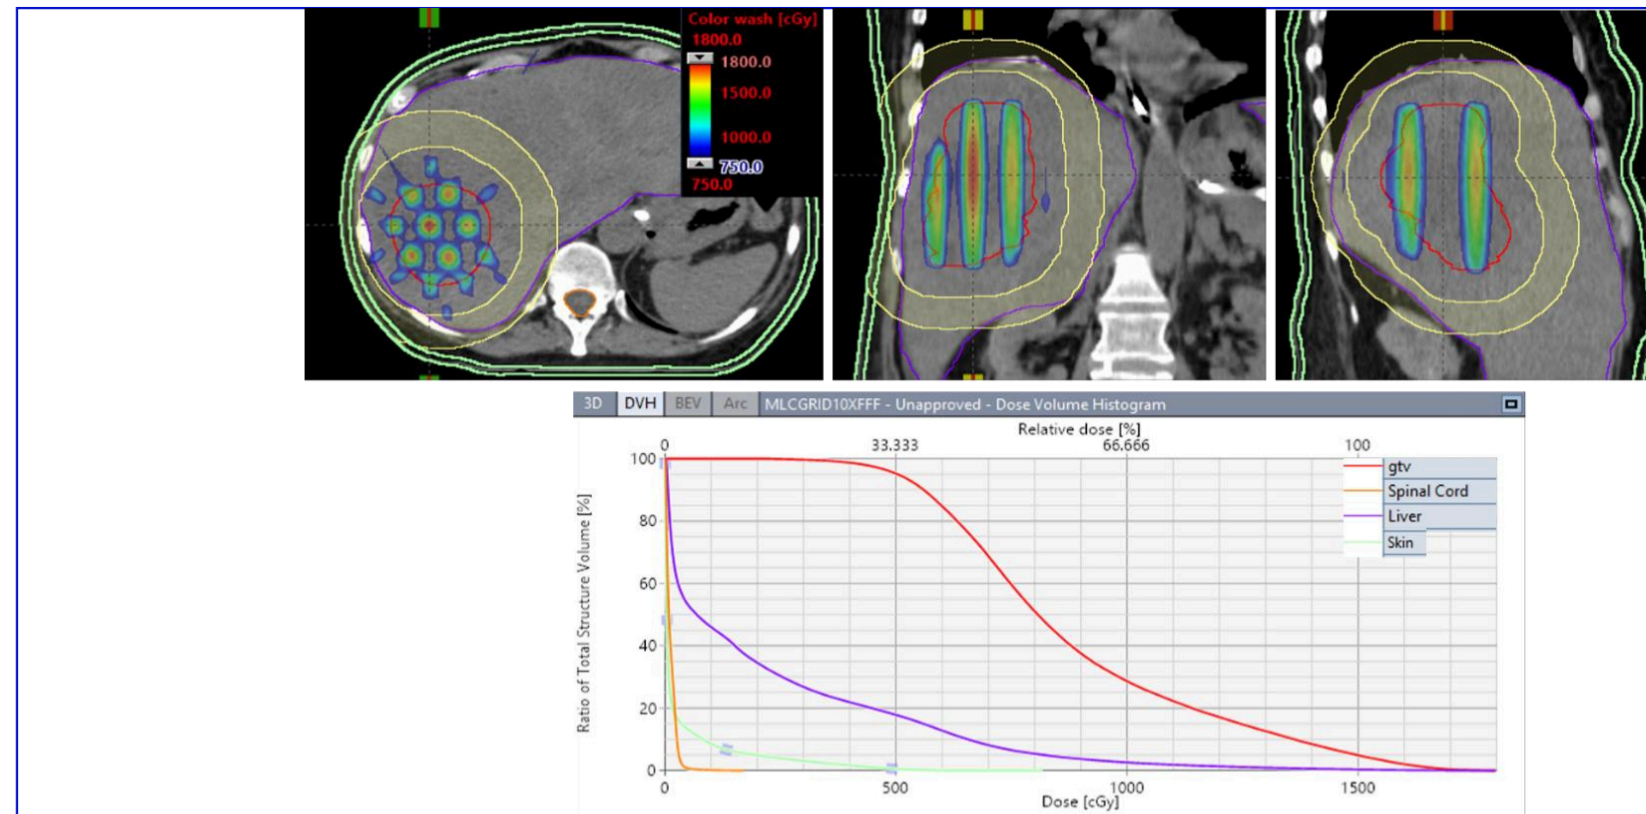 Color wash [cGy]
1800.0
1800.0
1500.0
1000.0
750.0
750.0
3D DVH BEV Arc MLCGRID10XFFF - Unapproved - Dose Volume Histogram
Relative dose [%]
0 33.333 66.666 100
100
80
60
40
20
0
Ratio of Total Structure Volume [%]
gtv
Spinal Cord
Liver
Skin
0 500 1000 1500
Dose [cGy]